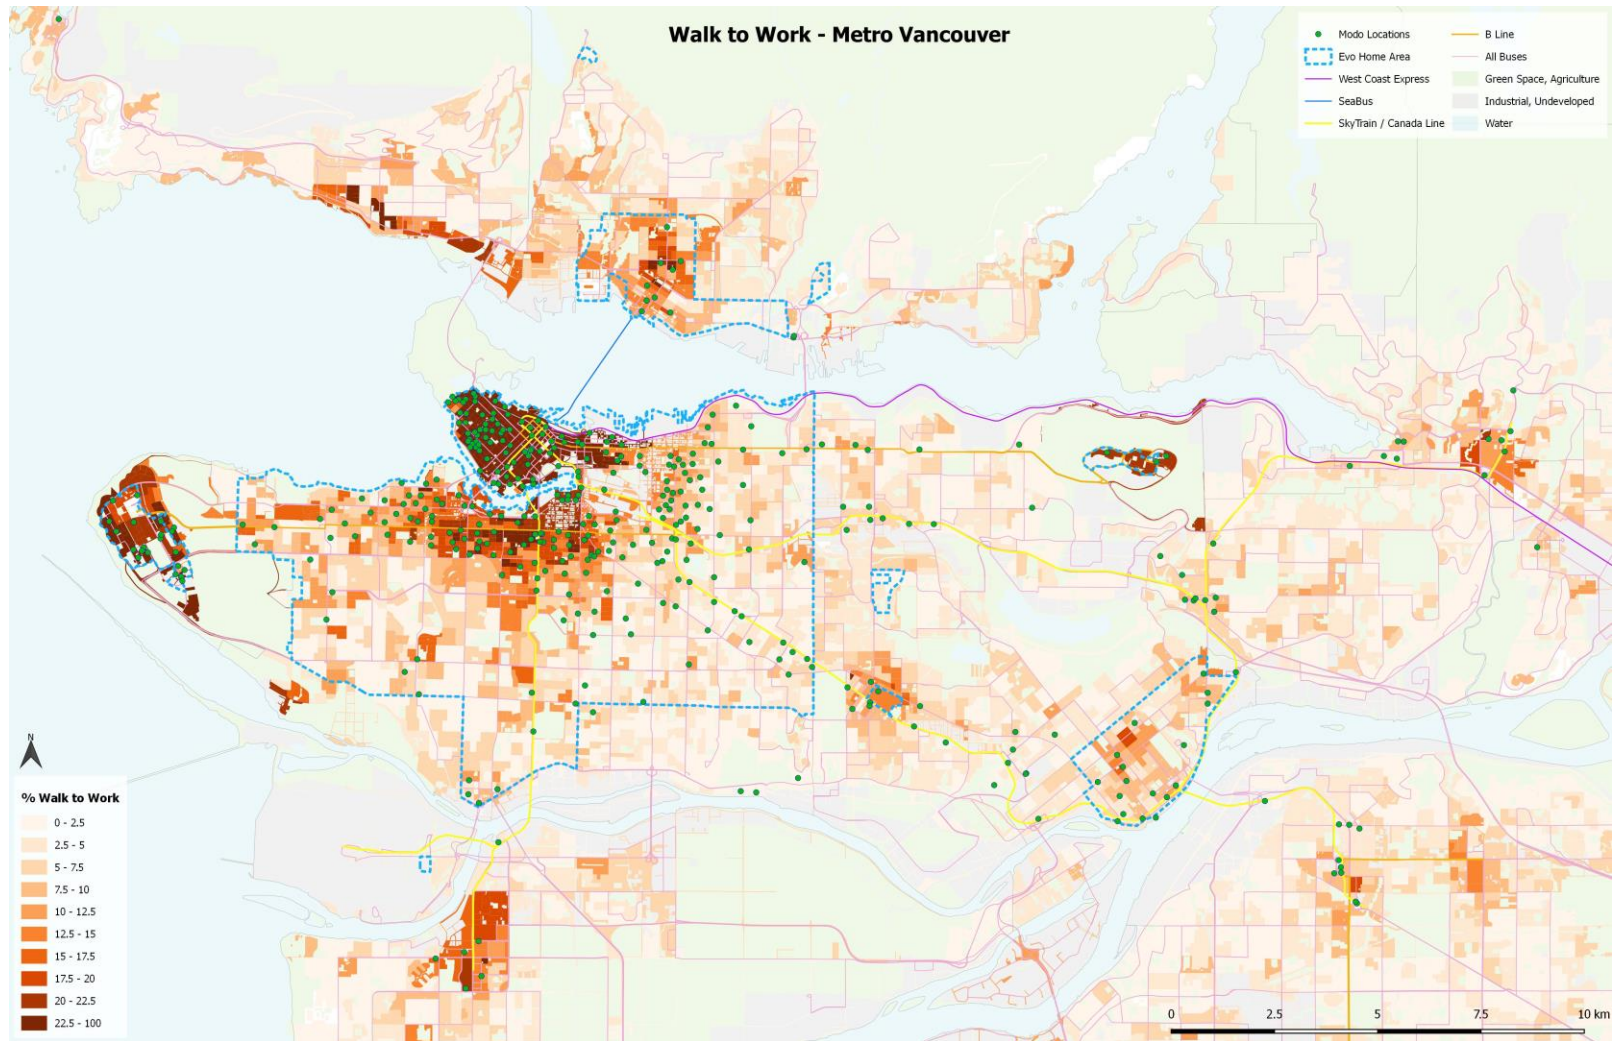 Walk to Work - Metro Vancouver
Modo Locations
Evo Home Area
West Coast Express
SeaBus
SkyTrain / Canada Line
B Line
All Buses
Green Space, Agriculture
Industrial, Undeveloped
Water
N
% Walk to Work
0 - 2.5
2.5 - 5
5 - 7.5
7.5 - 10
10 - 12.5
12.5 - 15
15 - 17.5
17.5 - 20
20 - 22.5
22.5 - 100
0 2.5 5 7.5 10 km